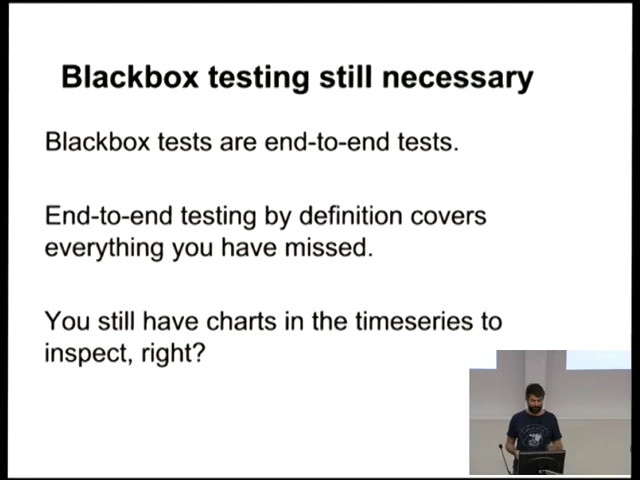 Blackbox testing still necessary
Blackbox tests are end-to-end tests.
End-to-end testing by definition covers
everything you have missed.
You still have charts in the timeseries to
inspect, right?